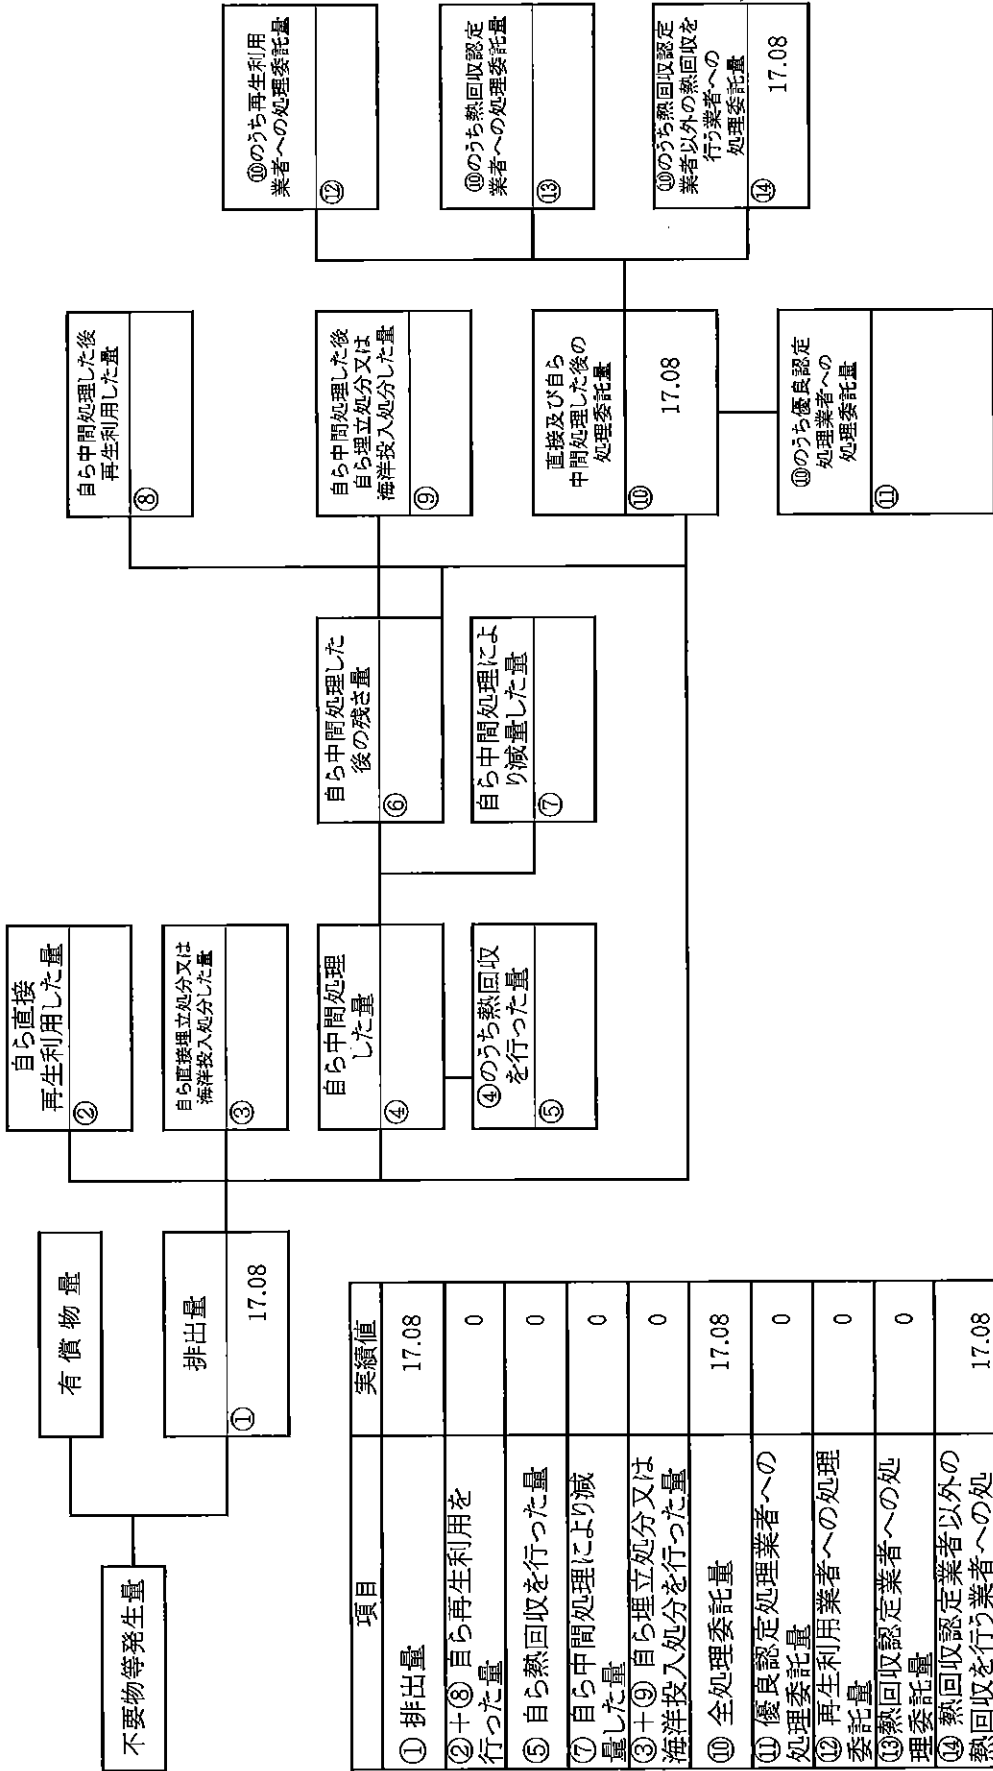 不要物等発生量
有償物量
排出量
① 17.08
自ら直接
再生利用した量
②
自ら直接埋立処分又は
海洋投入処分した量
③
自ら中間処理
した量
④
④のうち熱回収
を行った量
⑤
自ら中間処理した
後の残さ量
⑥
自ら中間処理によ
り減量した量
⑦
自ら中間処理した後
再生利用した量
⑧
自ら中間処理した後
自ら埋立処分又は
海洋投入処分した量
⑨
直接及び自ら
中間処理した後の
処理委託量
⑩ 17.08
⑩のうち優良認定
処理業者への
処理委託量
⑪
⑩のうち再生利用
業者への処理委託量
⑫
⑩のうち熱回収認定
業者への処理委託量
⑬
⑩のうち熱回収認定
業者以外の熱回収を
行う業者への
処理委託量
⑭ 17.08
項目 実績値
① 排出量 17.08
②+⑧ 自ら再生利用を
行った量 0
⑤ 自ら熱回収を行った量 0
⑦ 自ら中間処理により減
量した量 0
③+⑨ 自ら埋立処分又は
海洋投入処分を行った量 0
⑩ 全処理委託量 17.08
⑪ 優良認定処理業者への
処理委託量 0
⑫ 再生利用業者への処理
委託量 0
⑬熱回収認定業者への処
理委託量 0
⑭ 熱回収認定業者以外の
熱回収を行う業者への処 17.08